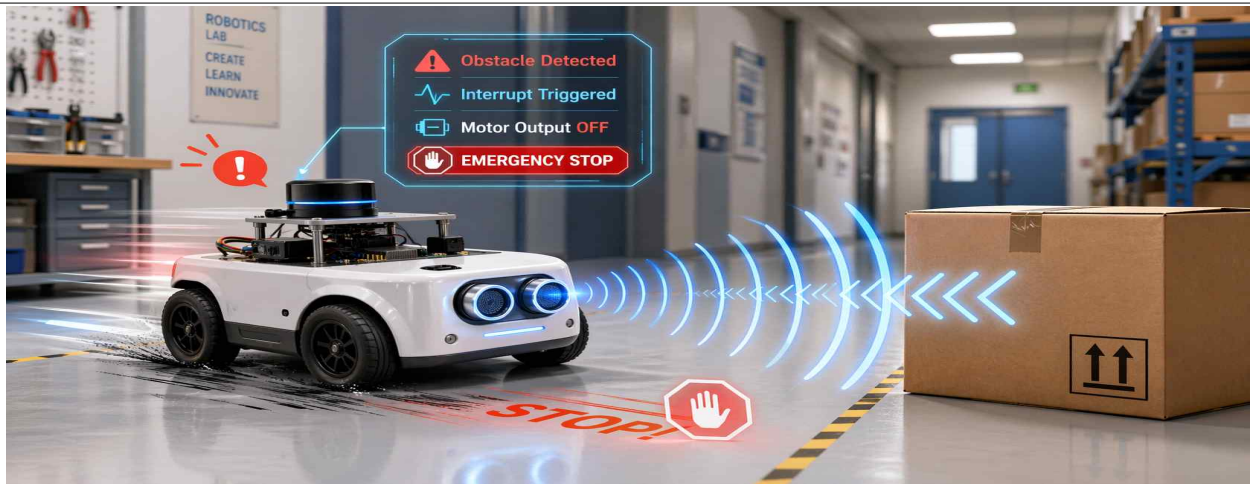 ROBOTICS
LAB
CREATE
LEARN
INNOVATE
Obstacle Detected
Interrupt Triggered
Motor Output OFF
EMERGENCY STOP
STOP!